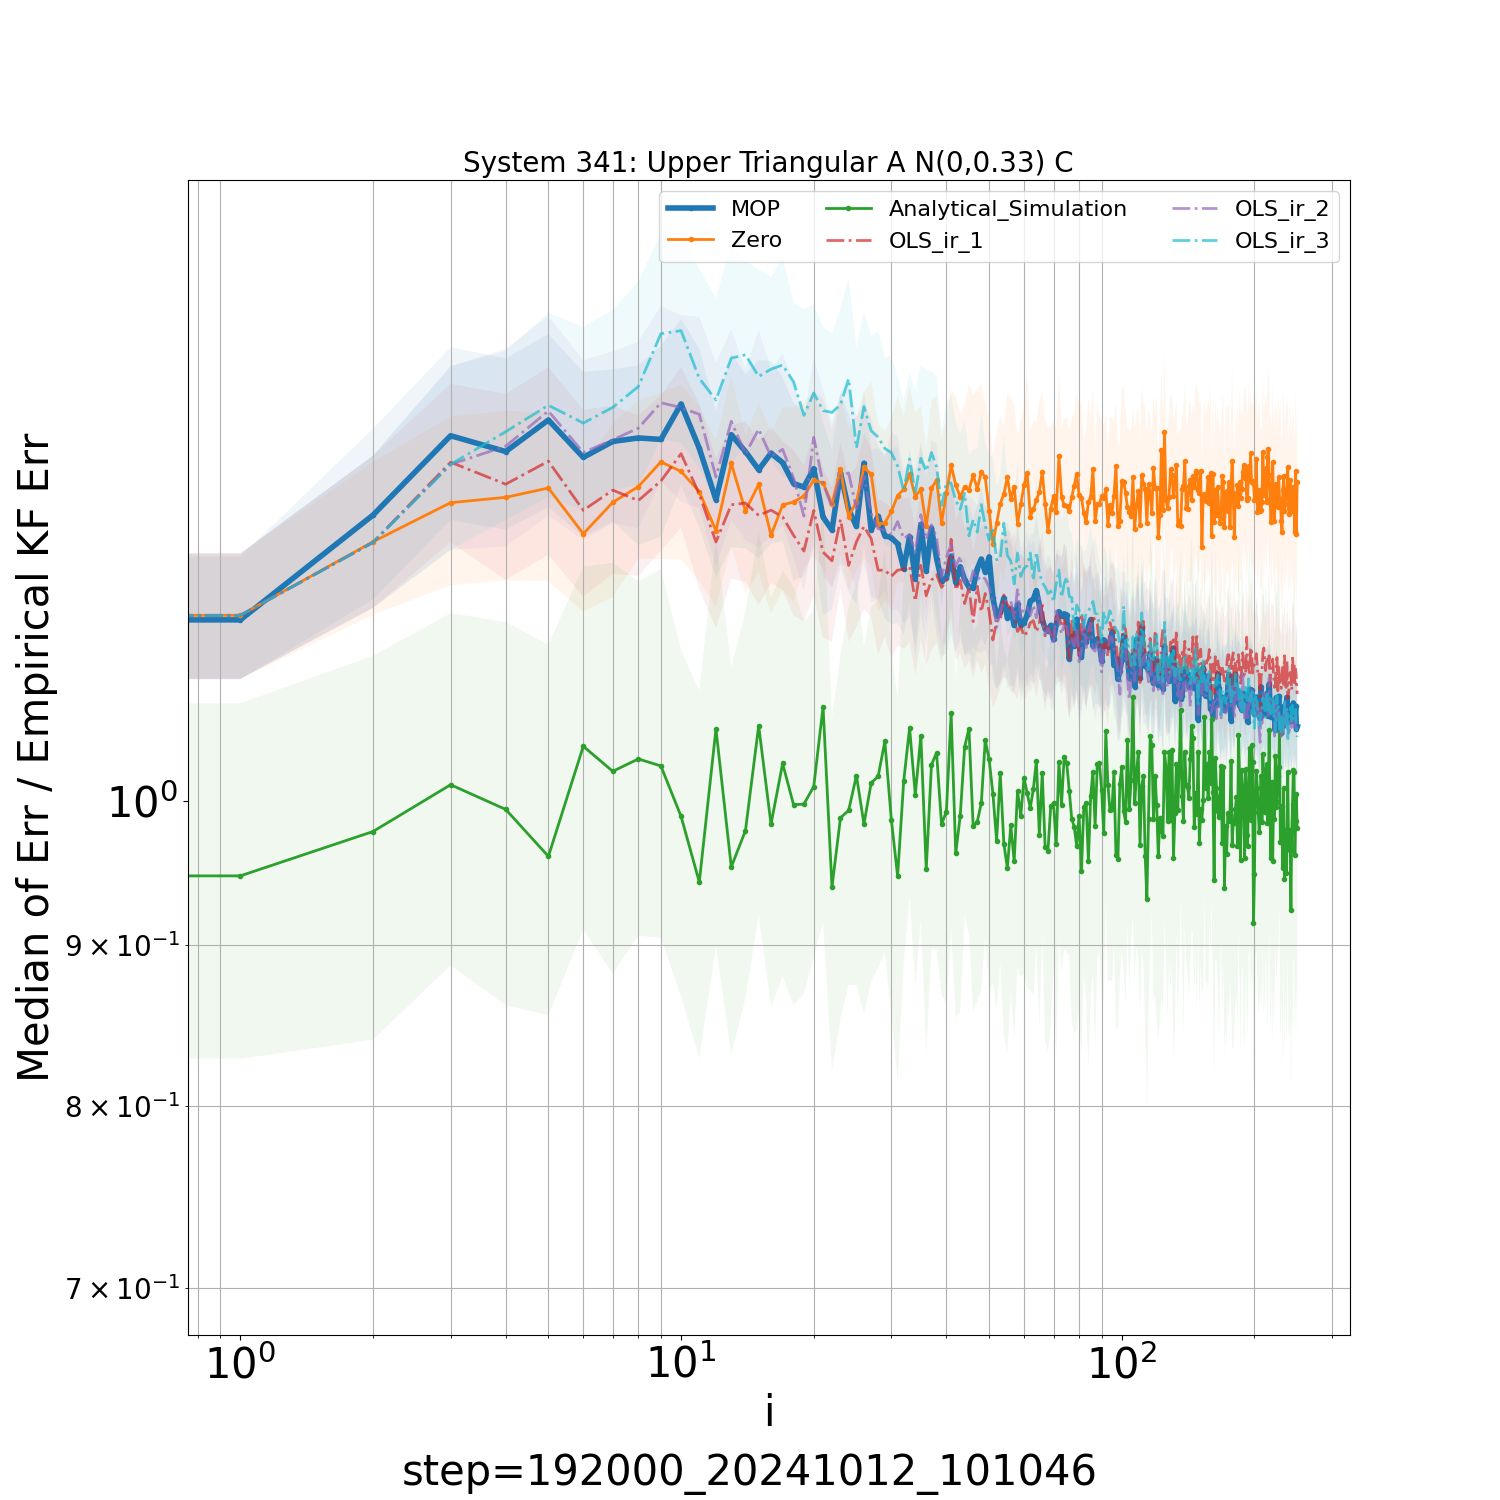 System 341: Upper Triangular A N(0,0.33) C
MOP
Zero
Analytical_Simulation
OLS_ir_1
OLS_ir_2
OLS_ir_3
Median of Err / Empirical KF Err
10⁰
9 × 10⁻¹
8 × 10⁻¹
7 × 10⁻¹
10⁰ 10¹ 10²
i
step=192000_20241012_101046